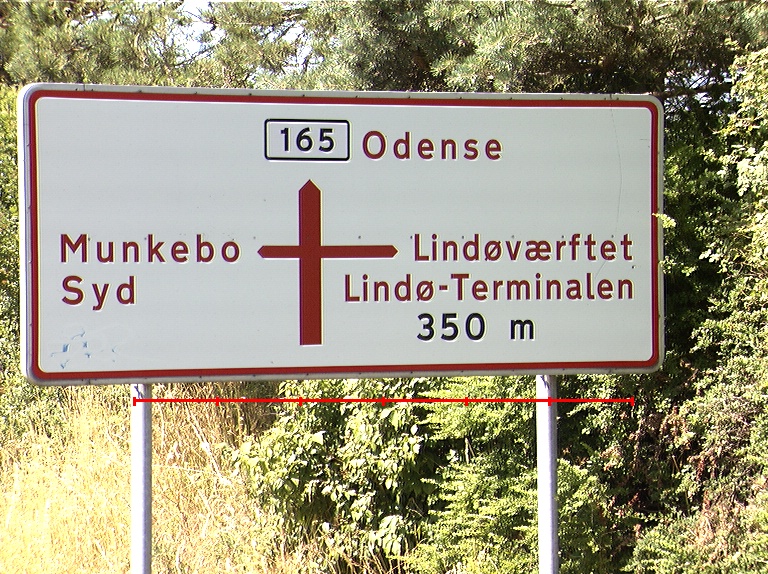 165 Odense
Munkebo Lindøværftet
Syd Lindø-Terminalen
350 m